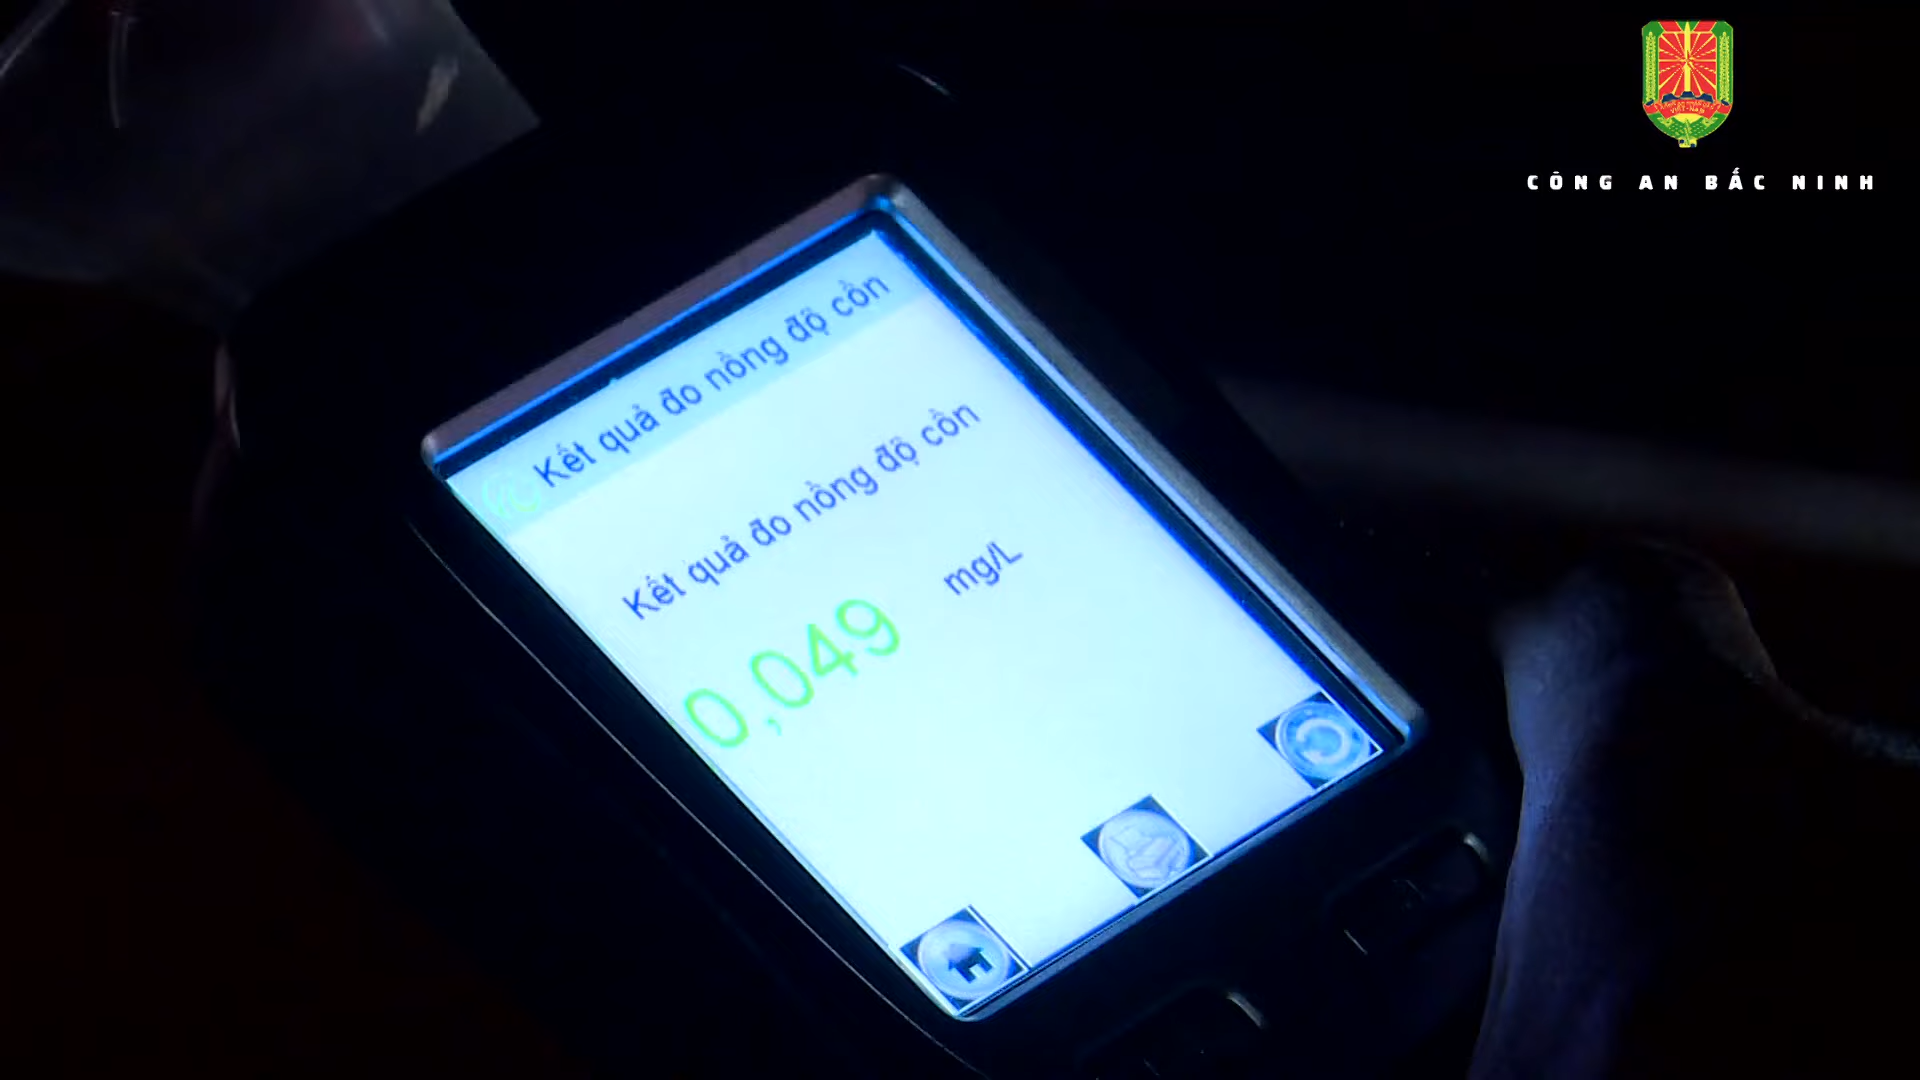 CÔNG AN BẮC NINH
Kết quả đo nồng độ cồn
Kết quả đo nồng độ cồn
mg/L
0,049